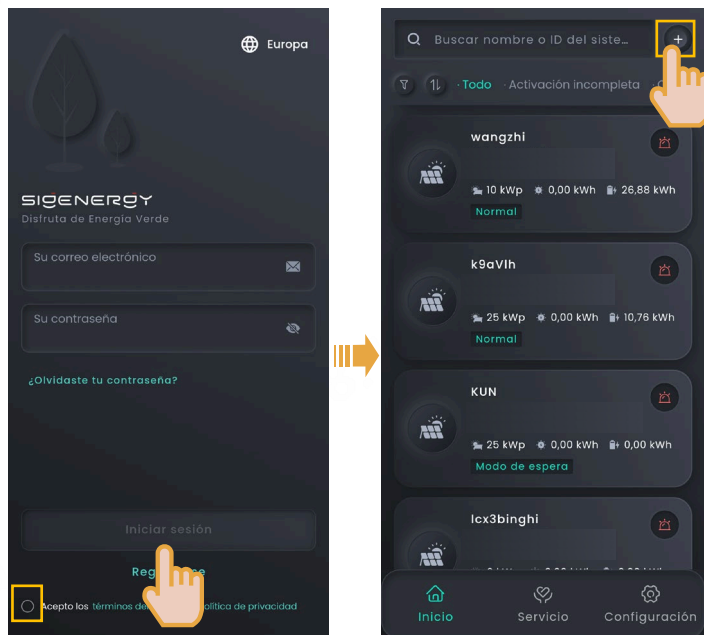 Europa
SIGENERGY
Disfruta de Energía Verde
Su correo electrónico
Su contraseña
¿Olvidaste tu contraseña?
Iniciar sesión
Acepto los términos política de privacidad
Buscar nombre o ID del siste...
· Todo · Activación incompleta
wangzhi
10 kWp 0,00 kWh 26,88 kWh
Normal
k9aVIh
25 kWp 0,00 kWh 10,76 kWh
Normal
KUN
25 kWp 0,00 kWh 0,00 kWh
Modo de espera
lcx3binghi
Inicio Servicio Configuración